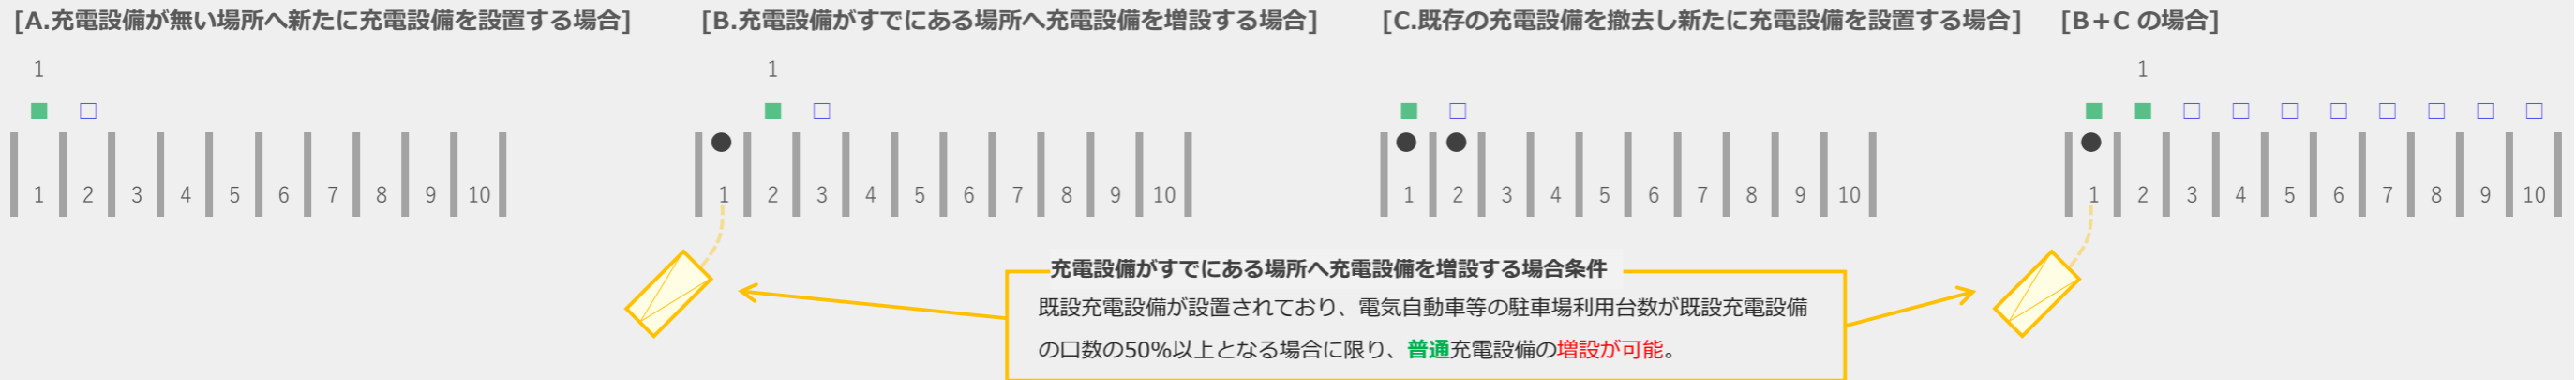 [A.充電設備が無い場所へ新たに充電設備を設置する場合]
1
1 2 3 4 5 6 7 8 9 10
[B.充電設備がすでにある場所へ充電設備を増設する場合]
1
1 2 3 4 5 6 7 8 9 10
[C.既存の充電設備を撤去し新たに充電設備を設置する場合]
1 2 3 4 5 6 7 8 9 10
[B+C の場合]
1
1 2 3 4 5 6 7 8 9 10
充電設備がすでにある場所へ充電設備を増設する場合条件
既設充電設備が設置されており、電気自動車等の駐車場利用台数が既設充電設備
の口数の50%以上となる場合に限り、普通充電設備の増設が可能。